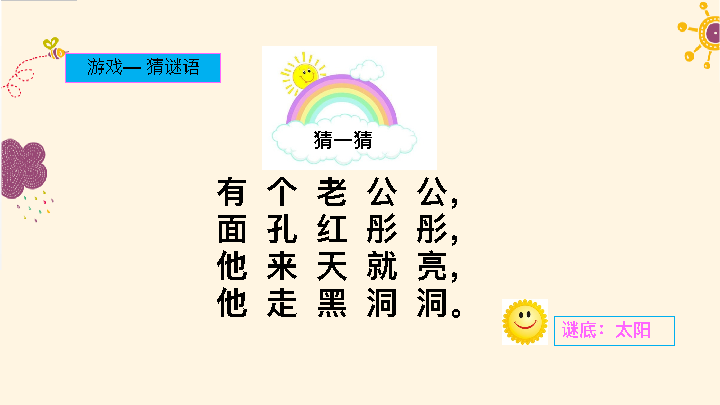 游戏— 猜谜语
猜一猜
有 个 老 公 公，
面 孔 红 彤 彤，
他 来 天 就 亮，
他 走 黑 洞 洞。
谜底：太阳